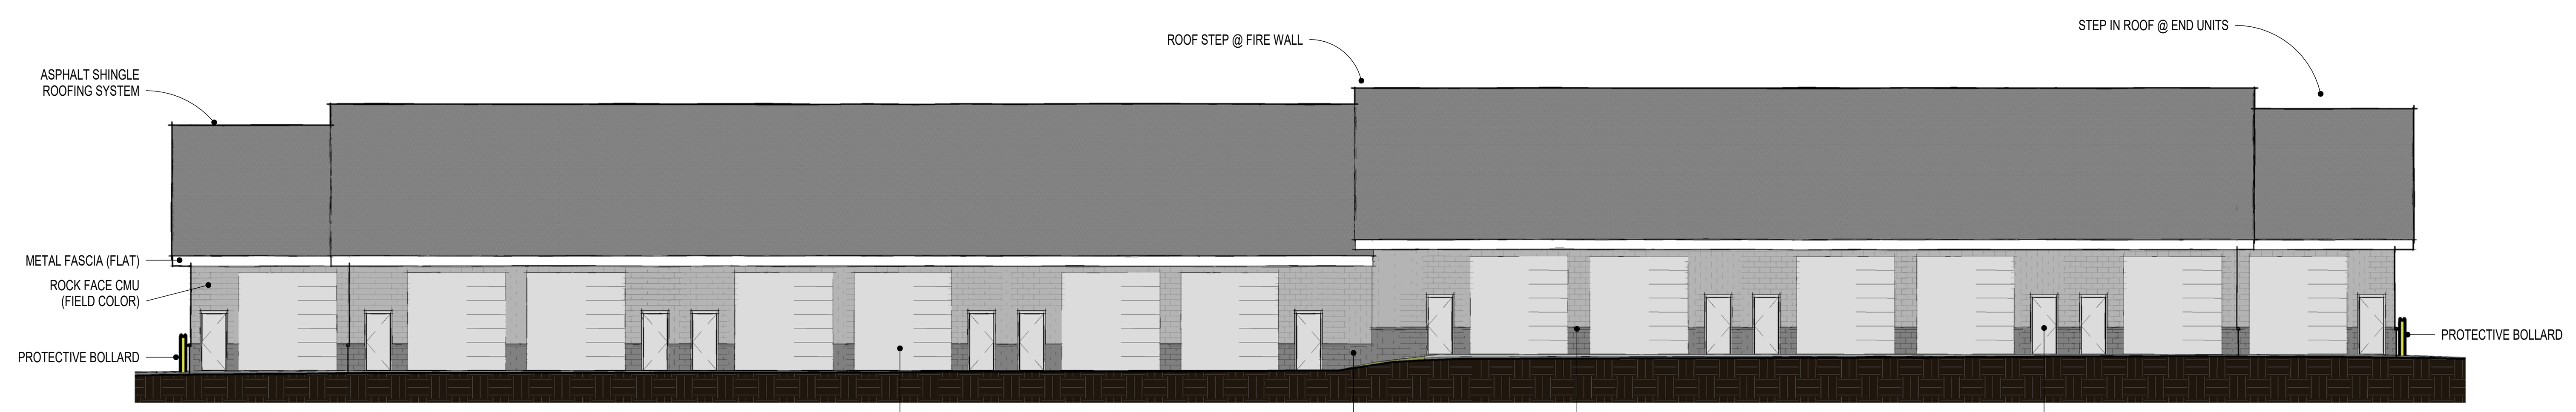 STEP IN ROOF @ END UNITS
ROOF STEP @ FIRE WALL
ASPHALT SHINGLE
ROOFING SYSTEM
METAL FASCIA (FLAT)
ROCK FACE CMU
(FIELD COLOR)
PROTECTIVE BOLLARD
PROTECTIVE BOLLARD